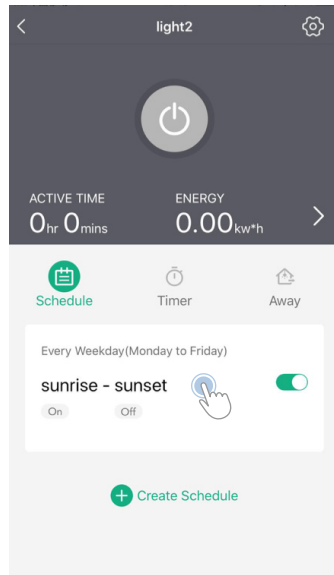 light2
ACTIVE TIME ENERGY
0hr 0mins 0.00kw*h
Schedule Timer Away
Every Weekday(Monday to Friday)
sunrise - sunset
On Off
Create Schedule